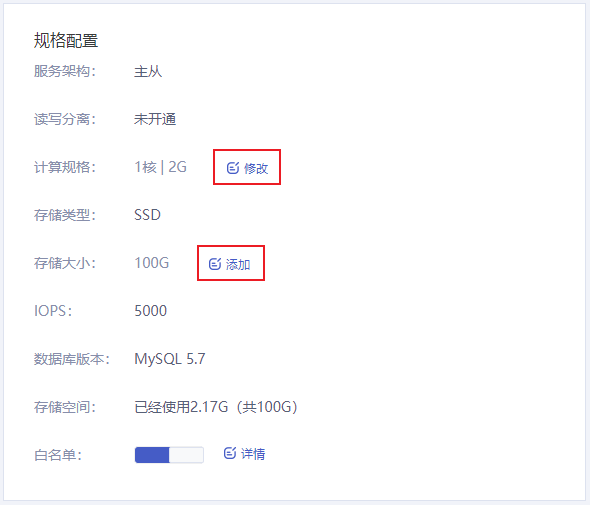 规格配置
服务架构： 主从
读写分离： 未开通
计算规格： 1核 | 2G 修改
存储类型： SSD
存储大小： 100G 添加
IOPS： 5000
数据库版本： MySQL 5.7
存储空间： 已经使用2.17G（共100G）
白名单： 详情